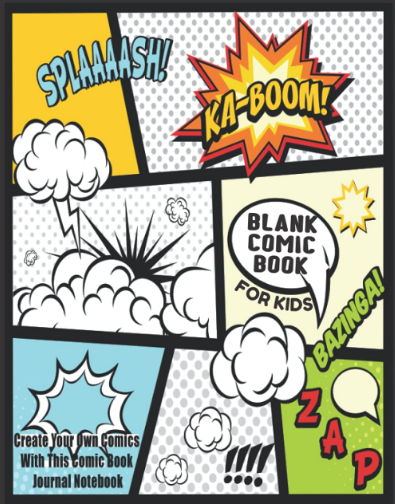 SPLAAAASH!
KA-BOOM!
BLANK
COMIC
BOOK
FOR KIDS
BAZINGA!
Create Your Own Comics
With This Comic Book
Journal Notebook
!!!!
ZAP